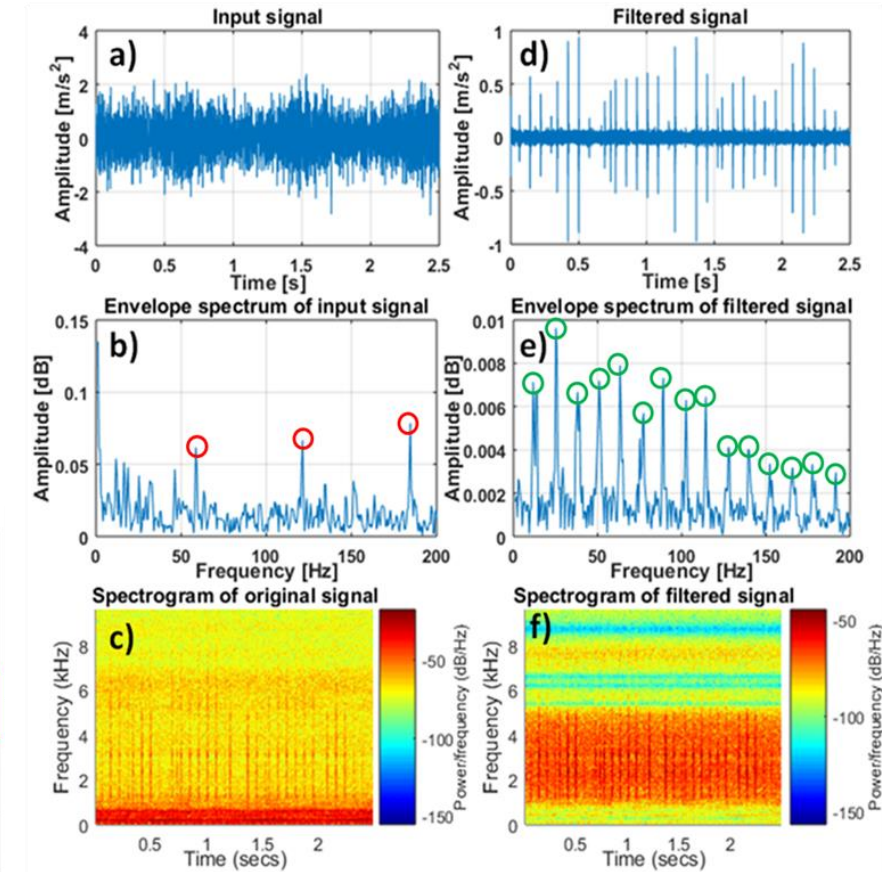 Input signal
a)
Amplitude [m/s²]
4
2
0
-2
-4
0 0.5 1 1.5 2 2.5
Time [s]
Filtered signal
d)
Amplitude [m/s²]
1
0.5
0
-0.5
-1
0 0.5 1 1.5 2 2.5
Time [s]
Envelope spectrum of input signal
b)
Amplitude [dB]
0.15
0.1
0.05
0
0 50 100 150 200
Frequency [Hz]
Envelope spectrum of filtered signal
e)
Amplitude [dB]
0.01
0.008
0.006
0.004
0.002
0
0 50 100 150 200
Frequency [Hz]
Spectrogram of original signal
c)
Frequency (kHz)
8
6
4
2
0
0.5 1 1.5 2
Time (secs)
-50
-100
-150
Power/frequency (dB/Hz)
Spectrogram of filtered signal
f)
Frequency (kHz)
8
6
4
2
0
0.5 1 1.5 2
Time (secs)
-50
-100
-150
Power/frequency (dB/Hz)